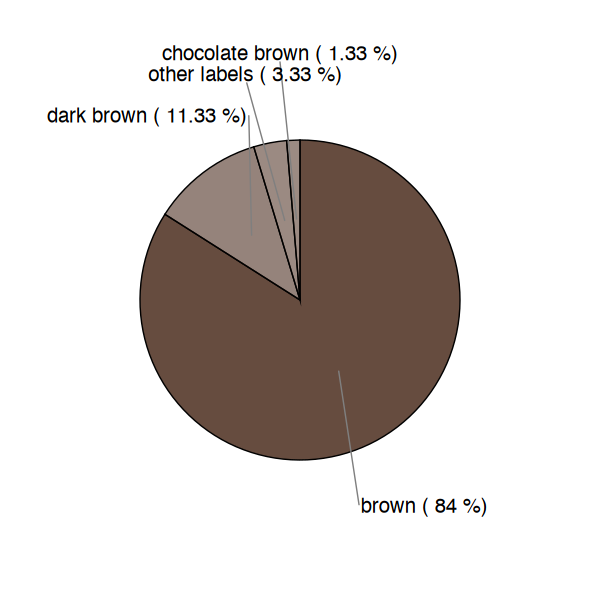 chocolate brown ( 1.33 %)
other labels ( 3.33 %)
dark brown ( 11.33 %)
brown ( 84 %)